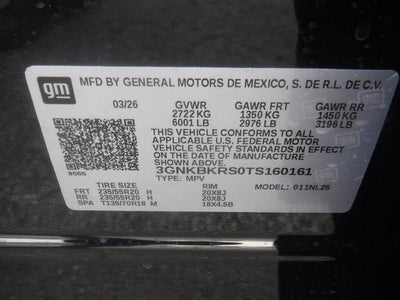 gm
MFD BY GENERAL MOTORS DE MEXICO, S. DE R.L. DE C.V.
03/26 GVWR GAWR FRT GAWR RR
2722 KG 1350 KG 1450 KG
6001 LB 2976 LB 3196 LB
THIS VEHICLE CONFORMS TO ALL
APPLICABLE U.S. FEDERAL MOTOR
VEHICLE SAFETY STANDARDS IN EFFECT
ON THE DATE OF MANUFACTURE
3GNKBKRS0TS160161
TYPE: MPV MODEL: 011NL26
TIRE SIZE RIM
FRT 235/55R20 H 20X8J
RR 235/55R20 H 20X8J
SPA T135/70R18 M 18X4.5B